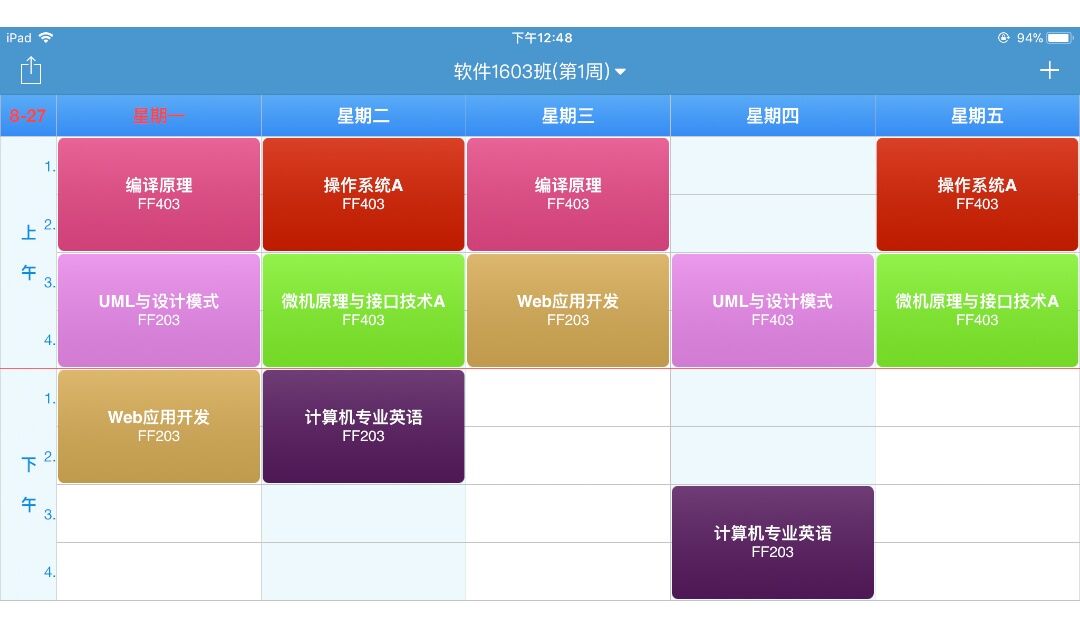 iPad 下午12:48 94%
软件1603班(第1周)
8-27 星期一 星期二 星期三 星期四 星期五
上午
1.
2.
3.
4.
编译原理
FF403
操作系统A
FF403
编译原理
FF403
操作系统A
FF403
UML与设计模式
FF203
微机原理与接口技术A
FF403
Web应用开发
FF203
UML与设计模式
FF403
微机原理与接口技术A
FF403
下午
1.
2.
3.
4.
Web应用开发
FF203
计算机专业英语
FF203
计算机专业英语
FF203